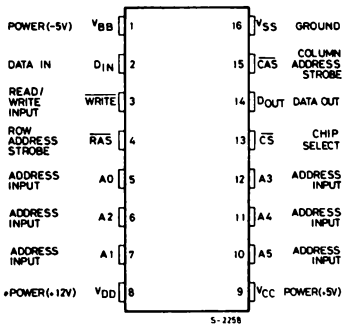 POWER(-5V) VBB 1 16 VSS GROUND
DATA IN DIN 2 15 CAS COLUMN ADDRESS STROBE
READ/ WRITE INPUT WRITE 3 14 DOUT DATA OUT
ROW ADDRESS STROBE RAS 4 13 CS CHIP SELECT
ADDRESS INPUT A0 5 12 A3 ADDRESS INPUT
ADDRESS INPUT A2 6 11 A4 ADDRESS INPUT
ADDRESS INPUT A1 7 10 A5 ADDRESS INPUT
+POWER(+12V) VDD 8 9 VCC POWER(+5V)
S-2258